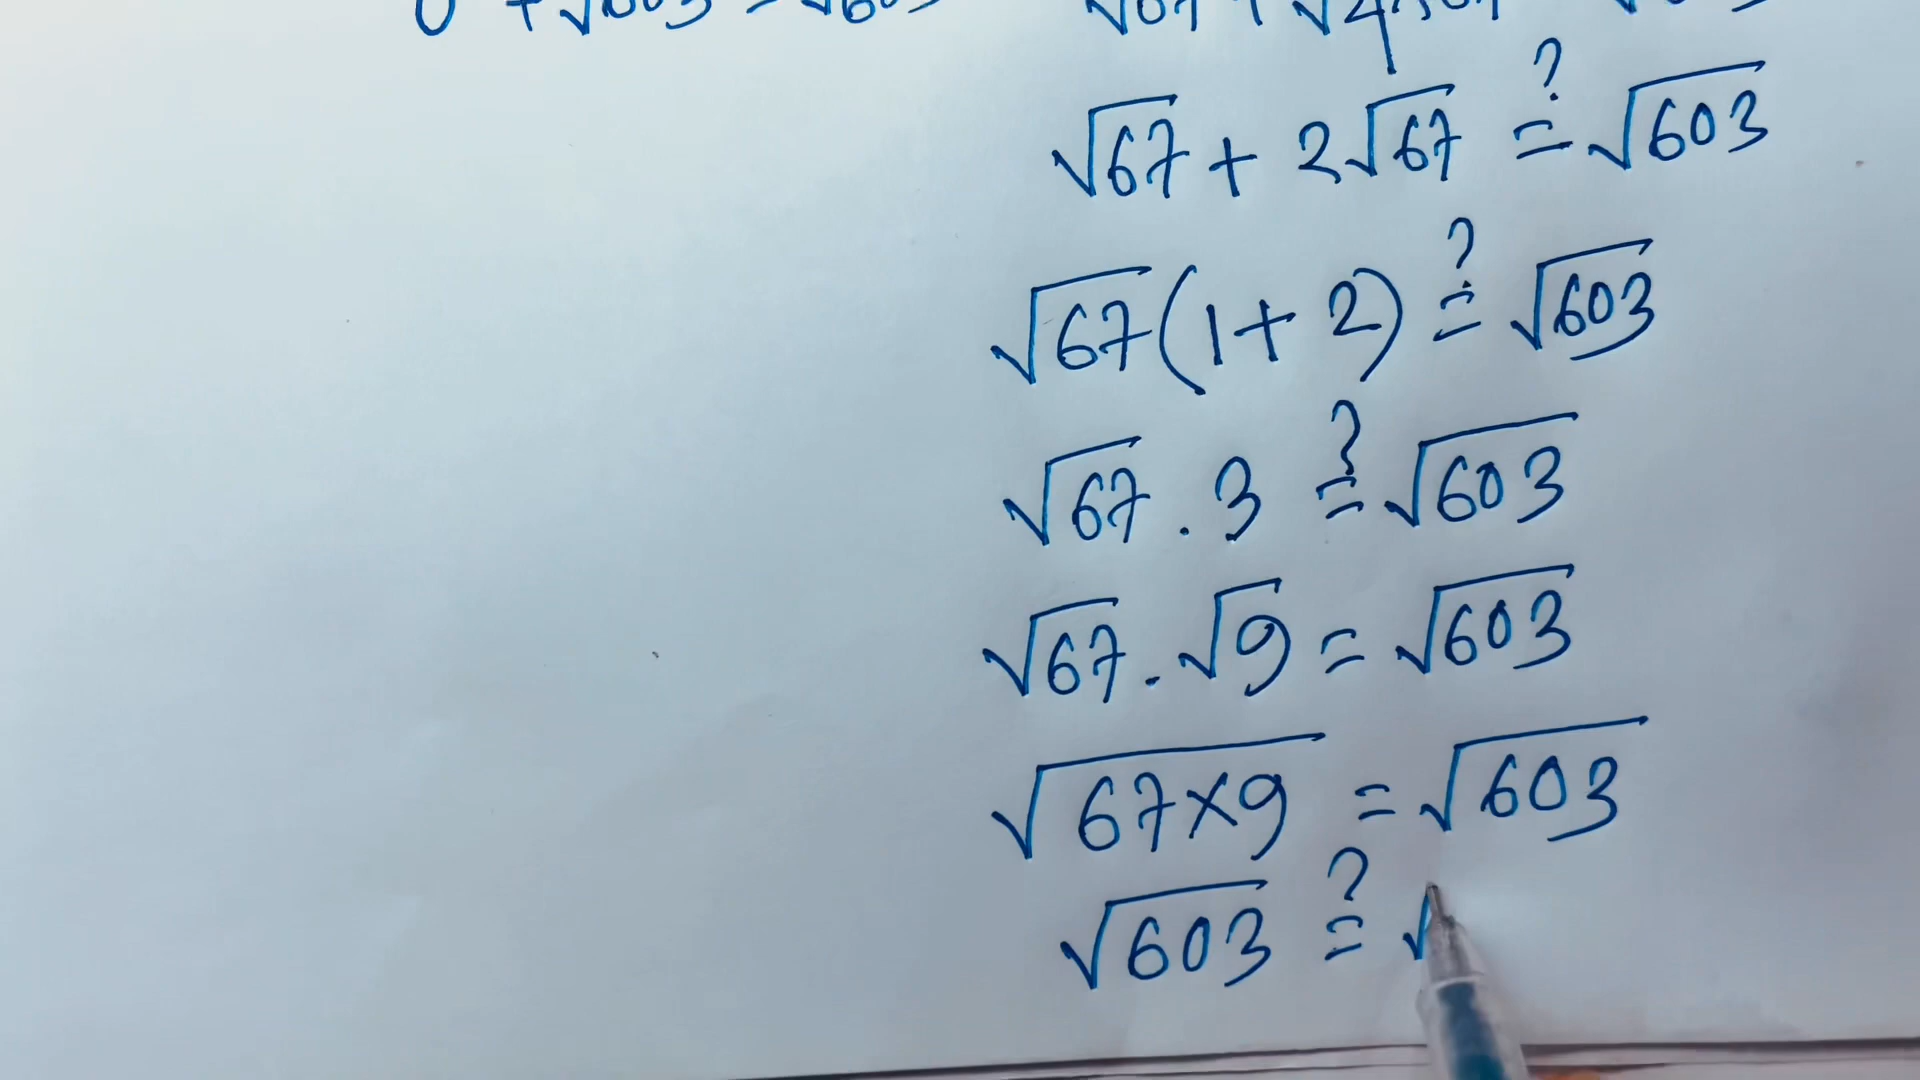 √67 + 2√67 ≟ √603
√67(1+2) ≟ √603
√67 . 3 ≟ √603
√67 . √9 = √603
√67×9 = √603
√603 ≟ √